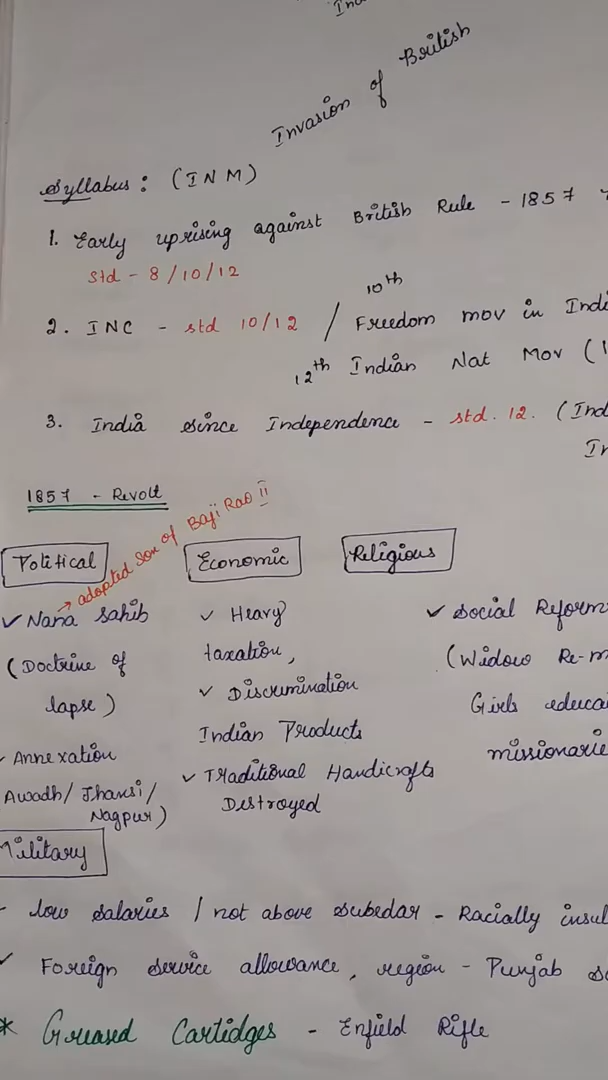 Invasion of British
Syllabus : (INM)
1. Early uprising against British Rule - 1857
Std - 8/10/12
2. INC - std 10/12 / 10th Freedom mov in Indi
12th Indian Nat Mov (1
3. India since Independence - std. 12. (Ind
1857 - Revolt
→ adopted son of Baji Rao II
Political
✓ Nana Sahib
(Doctrine of
lapse)
Annexation
Awadh/Jhansi/
Nagpur)
Economic
✓ Heavy
taxation,
✓ Discrimination
Indian Products
✓ Traditional Handicrafts
Destroyed
Religious
✓ Social Reform
(Widow Re-m
Girls educa
missionarie
Military
- low salaries / not above subedar - Racially insul
✓ Foreign service allowance, region - Punjab
* Greased Cartidges - Enfield Rifle